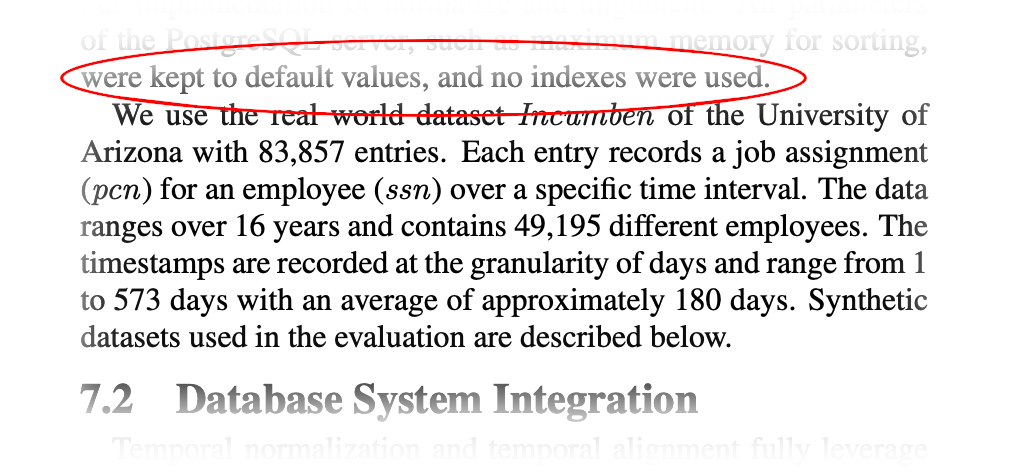 of the PostgreSQL server, such as maximum memory for sorting,
were kept to default values, and no indexes were used.
We use the real world dataset Incumben of the University of
Arizona with 83,857 entries. Each entry records a job assignment
(pcn) for an employee (ssn) over a specific time interval. The data
ranges over 16 years and contains 49,195 different employees. The
timestamps are recorded at the granularity of days and range from 1
to 573 days with an average of approximately 180 days. Synthetic
datasets used in the evaluation are described below.
7.2 Database System Integration
Temporal normalization and temporal alignment fully leverage